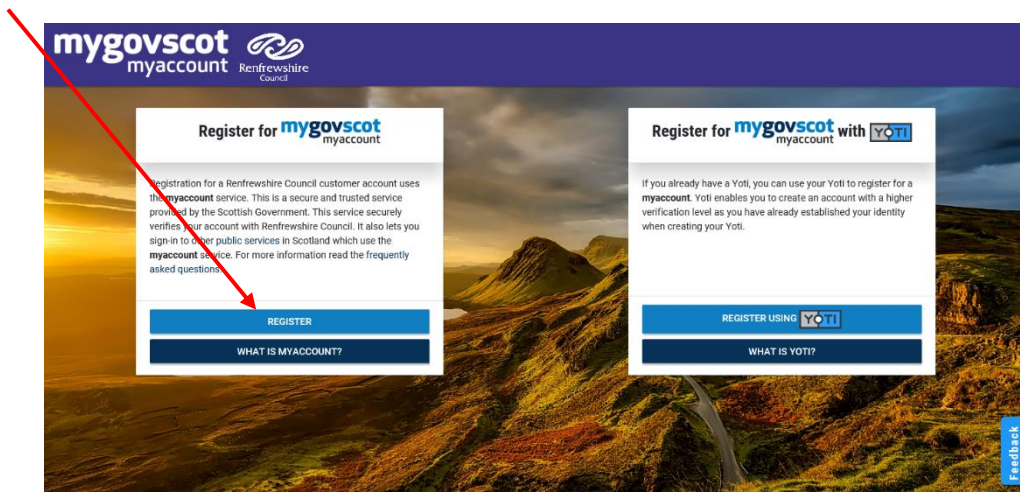 mygovscot
myaccount
Renfrewshire
Council
Register for mygovscot
myaccount
Registration for a Renfrewshire Council customer account uses
the myaccount service. This is a secure and trusted service
provided by the Scottish Government. This service securely
verifies your account with Renfrewshire Council. It also lets you
sign-in to other public services in Scotland which use the
myaccount service. For more information read the frequently
asked questions.
REGISTER
WHAT IS MYACCOUNT?
Register for mygovscot with YOTI
myaccount
If you already have a Yoti, you can use your Yoti to register for a
myaccount. Yoti enables you to create an account with a higher
verification level as you have already established your identity
when creating your Yoti.
REGISTER USING YOTI
WHAT IS YOTI?
Feedback